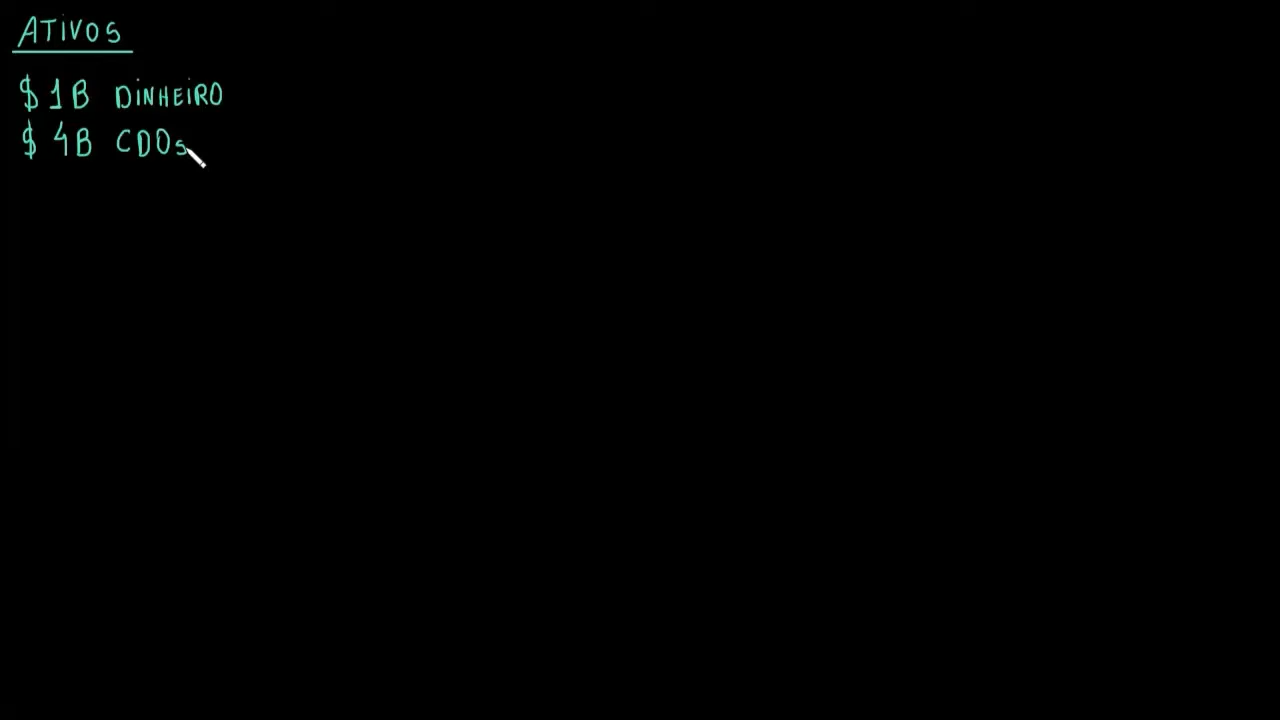 ATiVOS
$ 1B DiNHEiRO
$ 4B CDOs